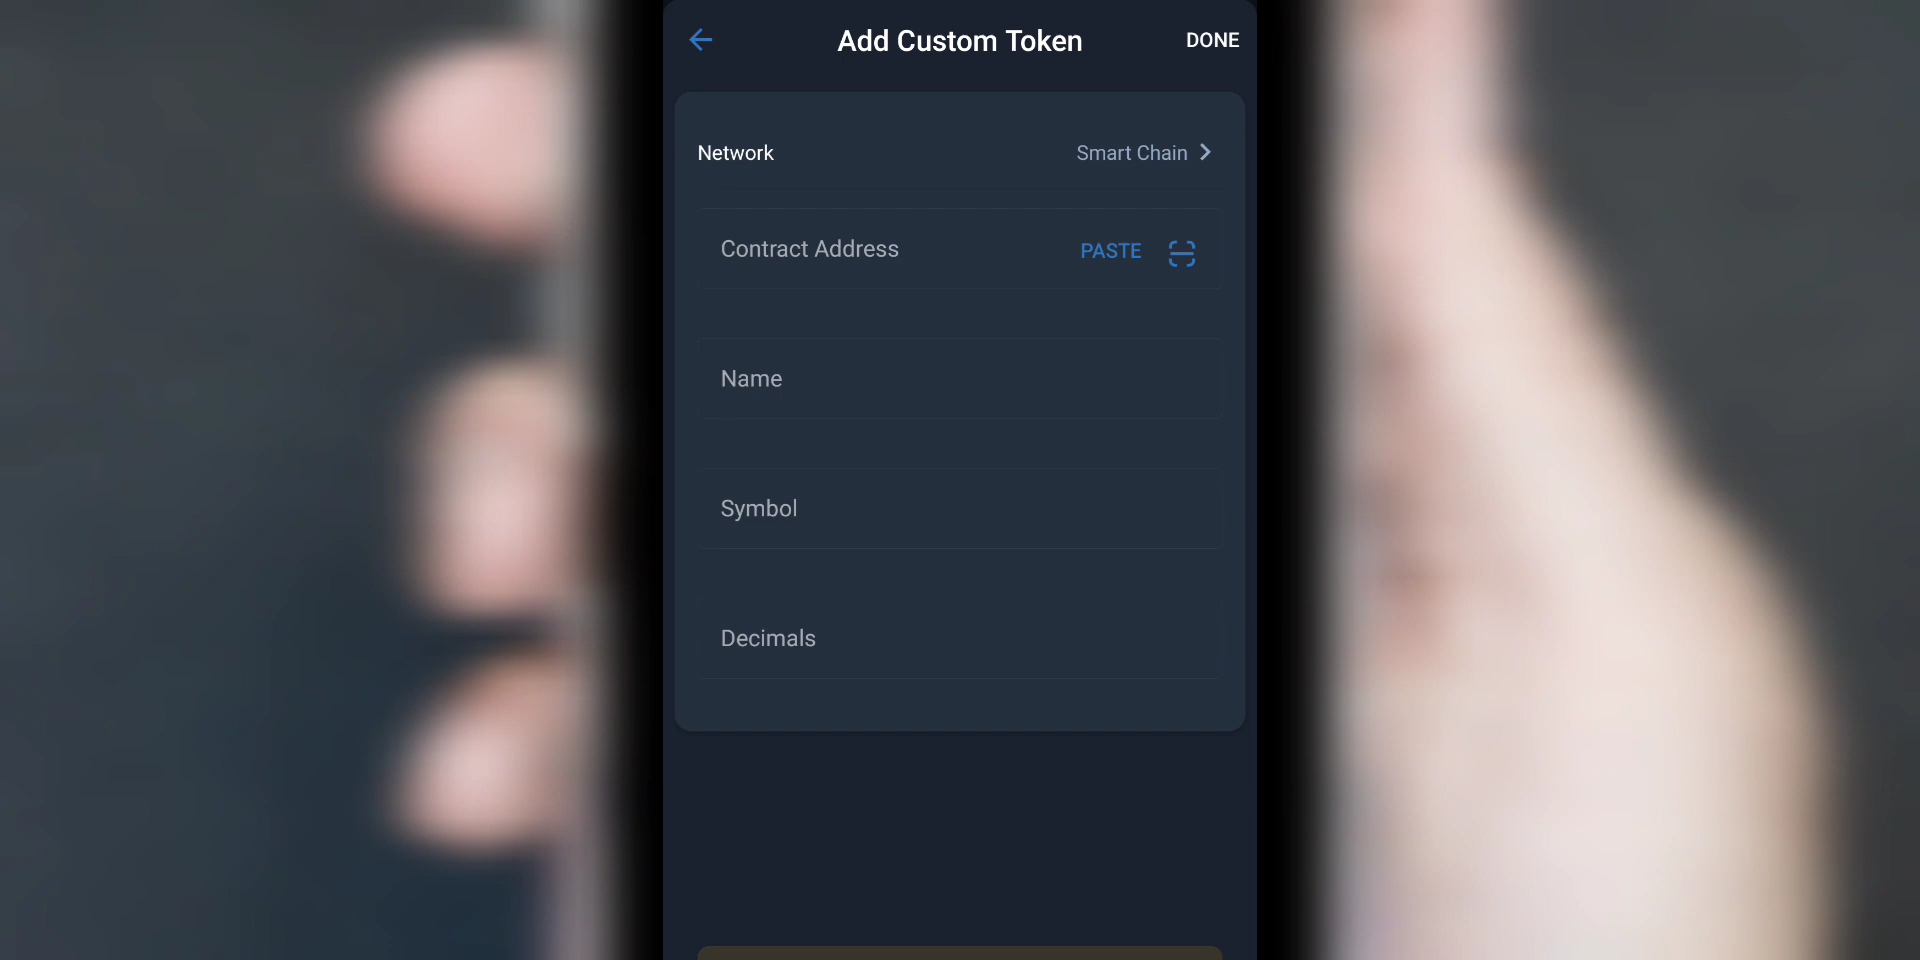 Add Custom Token
DONE
Network
Smart Chain
Contract Address
PASTE
Name
Symbol
Decimals